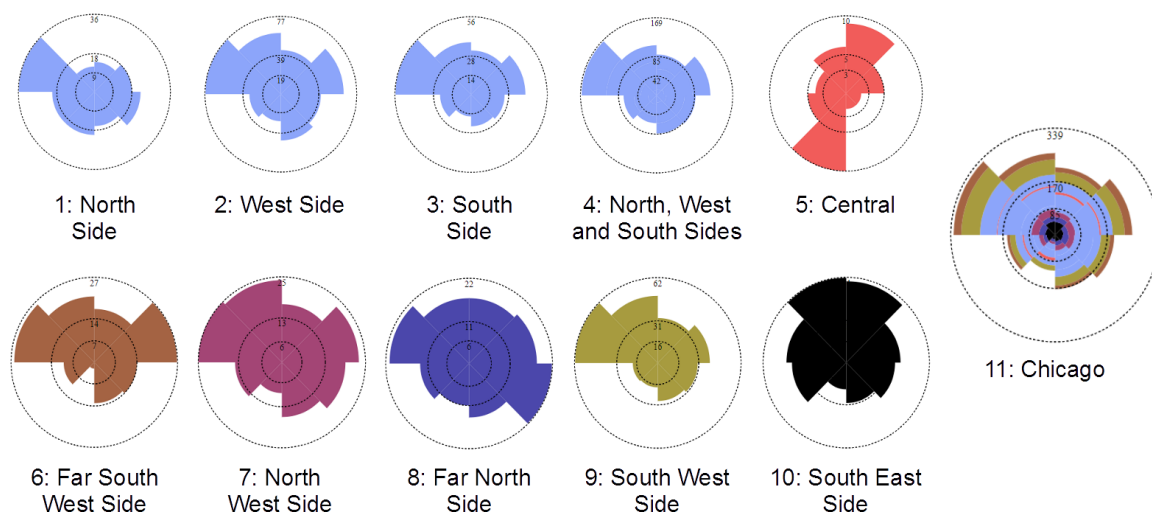 36
18
9
77
39
19
56
28
14
169
85
42
10
5
3
1: North
Side
2: West Side
3: South
Side
4: North, West
and South Sides
5: Central
339
170
85
11: Chicago
27
14
7
25
13
6
22
11
6
62
31
16
6: Far South
West Side
7: North
West Side
8: Far North
Side
9: South West
Side
10: South East
Side